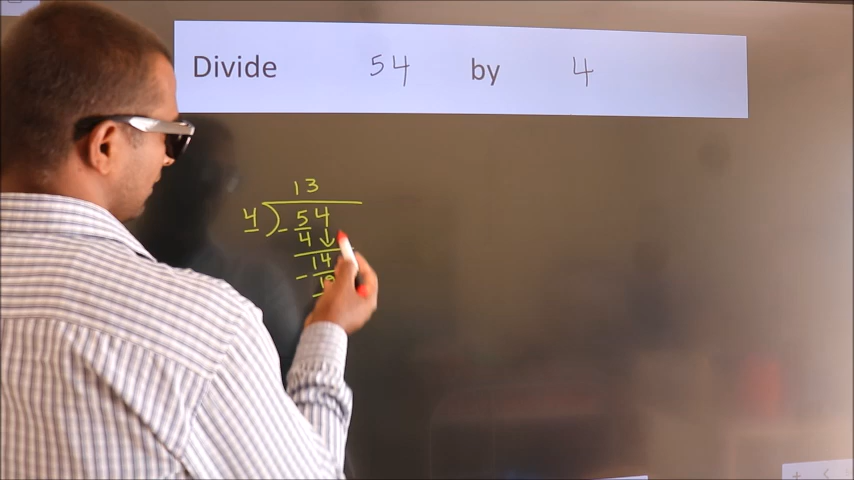 Divide 54 by 4
13
4 ) 54
- 4 ↓
14
-